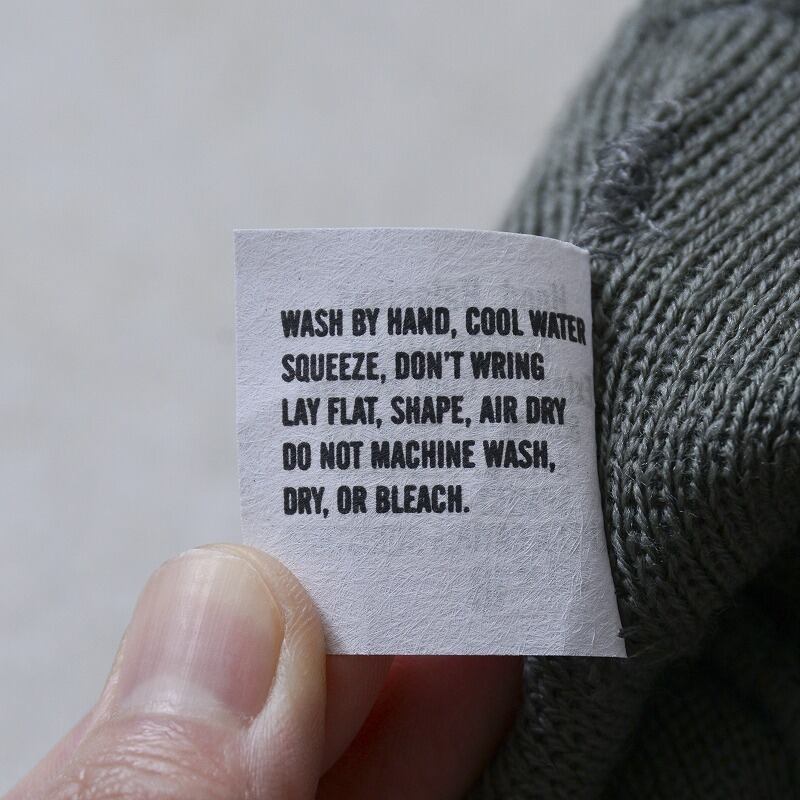 WASH BY HAND, COOL WATER
SQUEEZE, DON'T WRING
LAY FLAT, SHAPE, AIR DRY
DO NOT MACHINE WASH,
DRY, OR BLEACH.